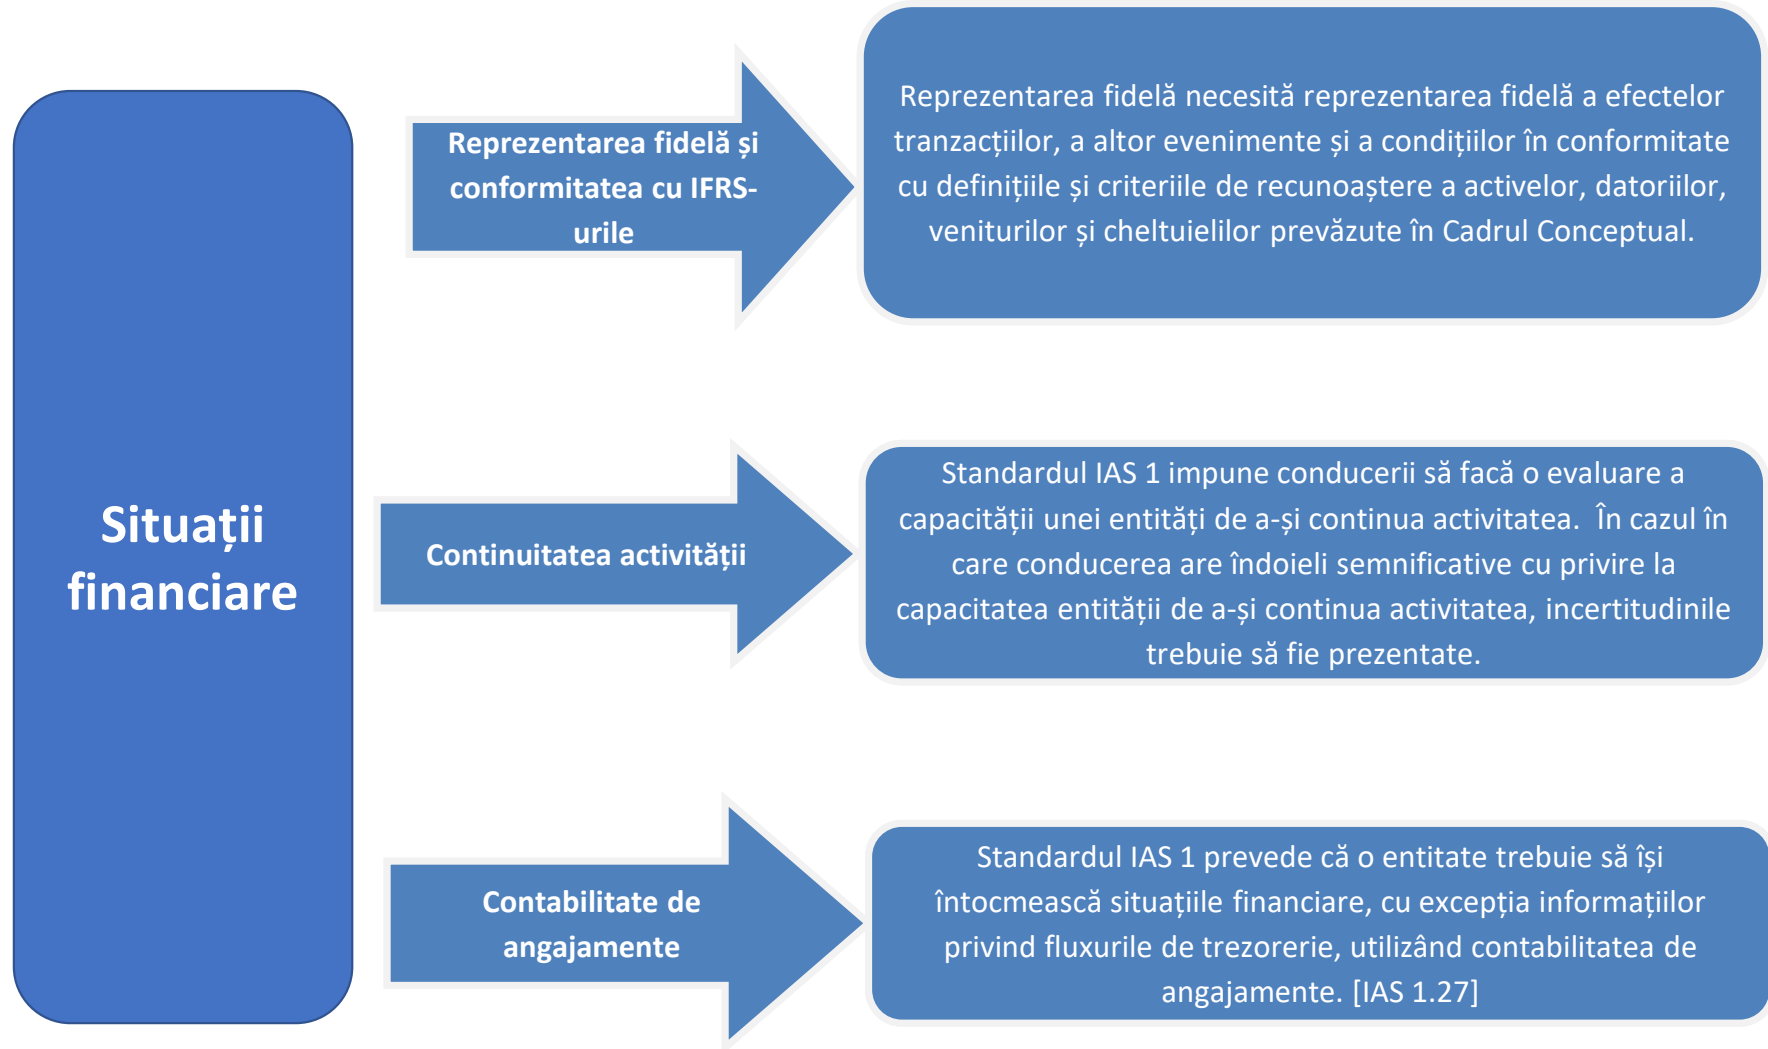 Situații
financiare
Reprezentarea fidelă și
conformitatea cu IFRS-
urile
Reprezentarea fidelă necesită reprezentarea fidelă a efectelor
tranzacțiilor, a altor evenimente și a condițiilor în conformitate
cu definițiile și criteriile de recunoaștere a activelor, datoriilor,
veniturilor și cheltuielilor prevăzute în Cadrul Conceptual.
Continuitatea activității
Standardul IAS 1 impune conducerii să facă o evaluare a
capacității unei entități de a-și continua activitatea.  În cazul în
care conducerea are îndoieli semnificative cu privire la
capacitatea entității de a-și continua activitatea, incertitudinile
trebuie să fie prezentate.
Contabilitate de
angajamente
Standardul IAS 1 prevede că o entitate trebuie să își
întocmească situațiile financiare, cu excepția informațiilor
privind fluxurile de trezorerie, utilizând contabilitatea de
angajamente. [IAS 1.27]